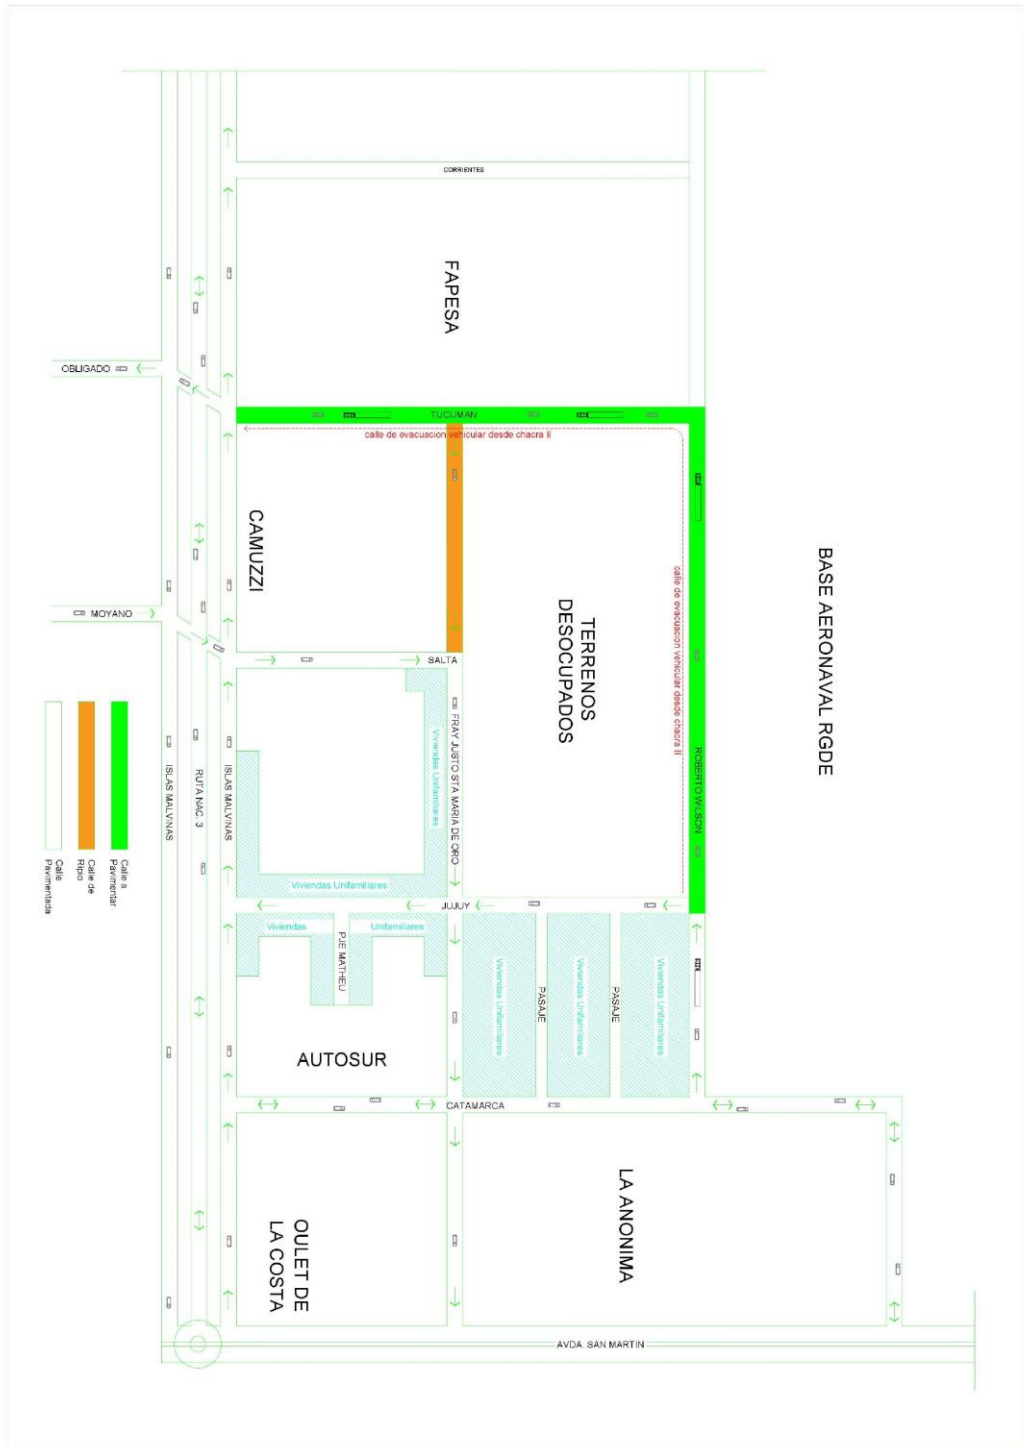 CORRIENTES
FAPESA
OBLIGADO
TUCUMAN
calle de evacuacion vehicular desde chacra II
CAMUZZI
BASE AERONAVAL RGDE
TERRENOS
DESOCUPADOS
calle de evacuacion vehicular desde chacra II
MOYANO
SALTA
FRAY JUSTO STA MARIA DE ORO
Viviendas Unifamiliares
ROBERTO WILSON
ISLAS MALVINAS
RUTA NAC. 3
ISLAS MALVINAS
Calle a
Pavimentar
Calle de
Ripio
Calle
Pavimentada
Viviendas Unifamiliares
JUJUY
Viviendas
Unifamiliares
PJE MATHEU
Viviendas Unifamiliares
PASAJE
Viviendas Unifamiliares
PASAJE
Viviendas Unifamiliares
AUTOSUR
CATAMARCA
OULET DE
LA COSTA
LA ANONIMA
AVDA. SAN MARTIN